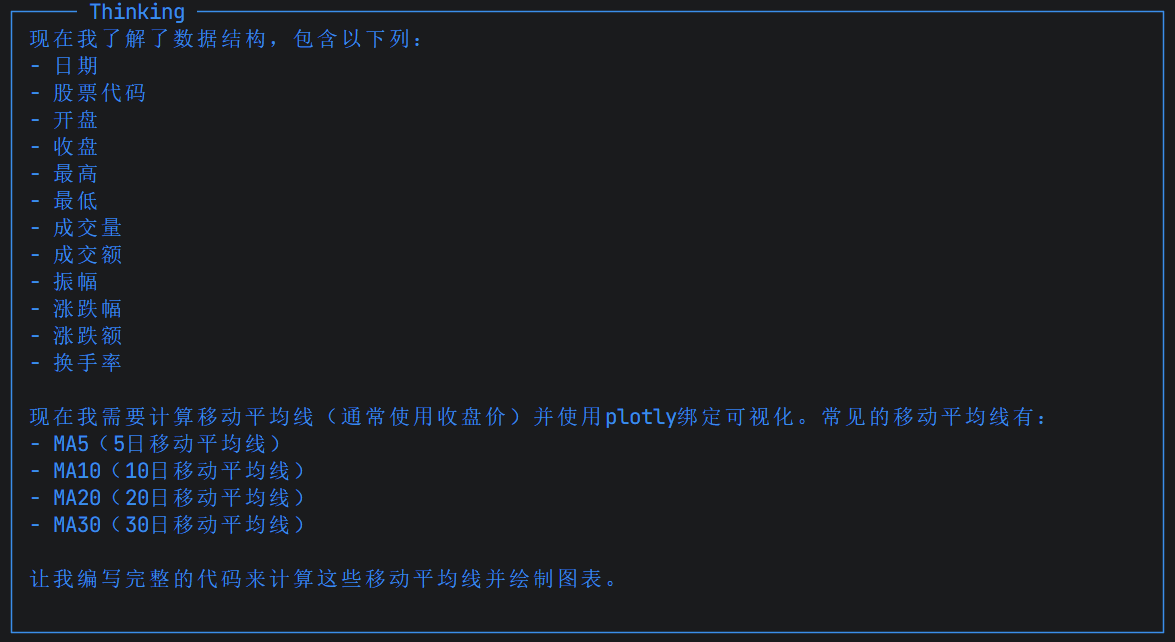 Thinking
现在我了解了数据结构，包含以下列：
- 日期
- 股票代码
- 开盘
- 收盘
- 最高
- 最低
- 成交量
- 成交额
- 振幅
- 涨跌幅
- 涨跌额
- 换手率
现在我需要计算移动平均线（通常使用收盘价）并使用plotly绑定可视化。常见的移动平均线有：
- MA5（5日移动平均线）
- MA10（10日移动平均线）
- MA20（20日移动平均线）
- MA30（30日移动平均线）
让我编写完整的代码来计算这些移动平均线并绘制图表。